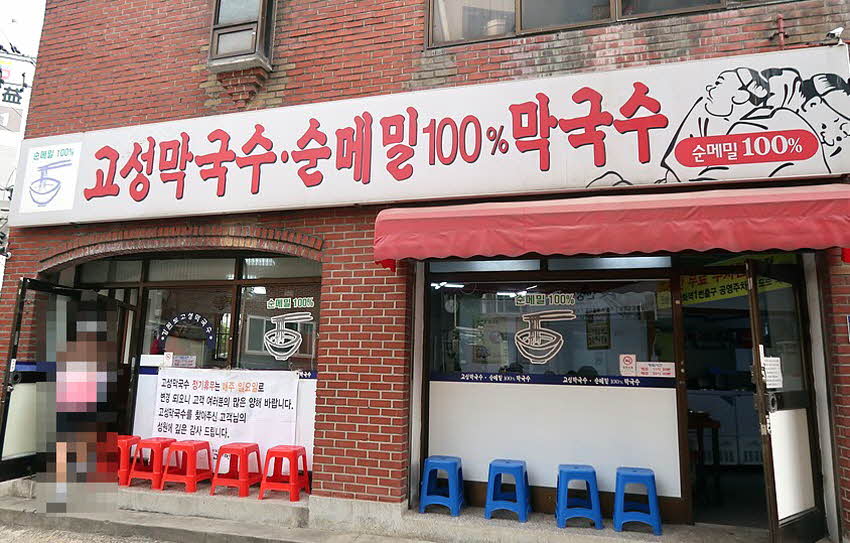 益
순메밀 100%
고성막국수·순메밀100%막국수
순메밀 100%
순메밀 100%
순메밀 100%
고성막국수·순메밀 100% 막국수
고성막국수·순메밀 100% 막국수
고성막국수 정기휴무는 매주 일요일로
변경 되오니 고객 여러분의 많은 양해 바랍니다.
고성막국수를 찾아주신 고객님의
성원에 깊은 감사 드립니다.